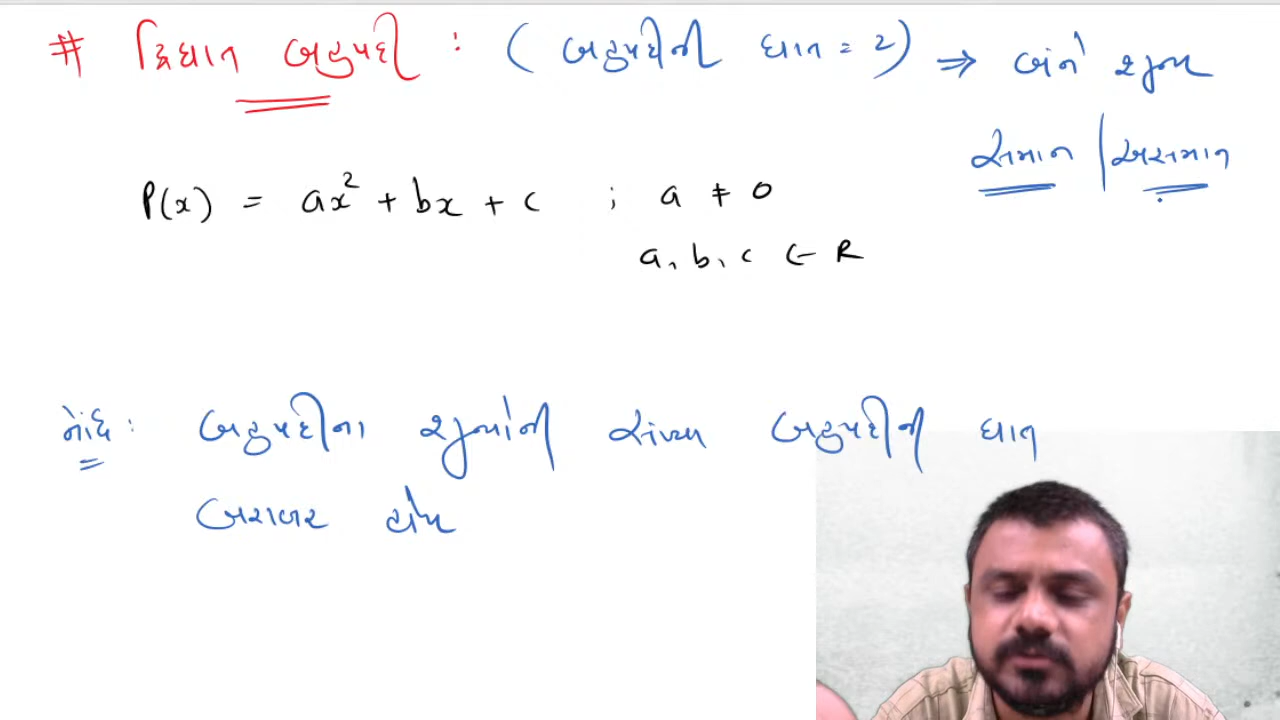 # દ્વિઘાત બહુપદી : ( બહુપદીની ઘાત = 2 ) ⇒ બંને શૂન્ય
સમાન | અસમાન
P(x) = ax² + bx + c ; a ≠ 0
a, b, c ∈ R
નોંધ : બહુપદીના શૂન્યોની સંખ્યા બહુપદીની ઘાત
બરાબર હોય